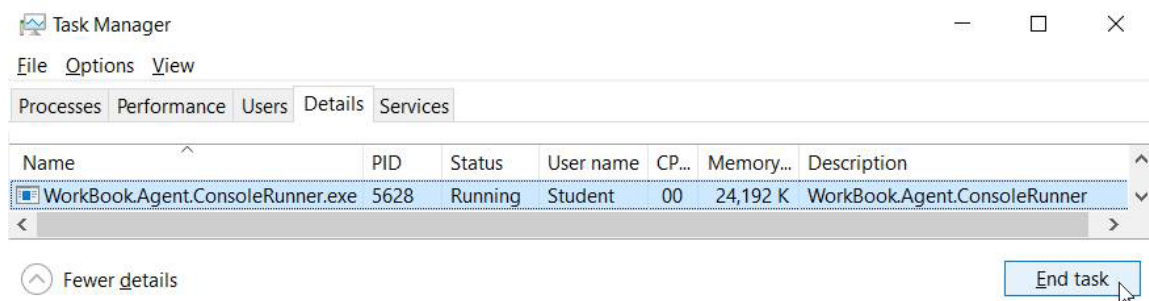 Task Manager
File Options View
Processes Performance Users Details Services
Name PID Status User name CP... Memory... Description
WorkBook.Agent.ConsoleRunner.exe 5628 Running Student 00 24,192 K WorkBook.Agent.ConsoleRunner
Fewer details End task